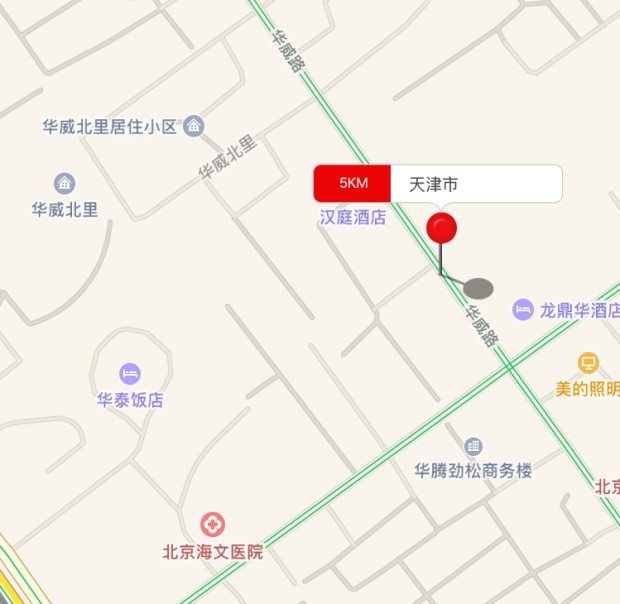 华威路
华威北里居住小区
华威北里
华威北里
5KM 天津市
汉庭酒店
龙鼎华酒店
华威路
华泰饭店
美的照明
华腾劲松商务楼
北京
北京海文医院